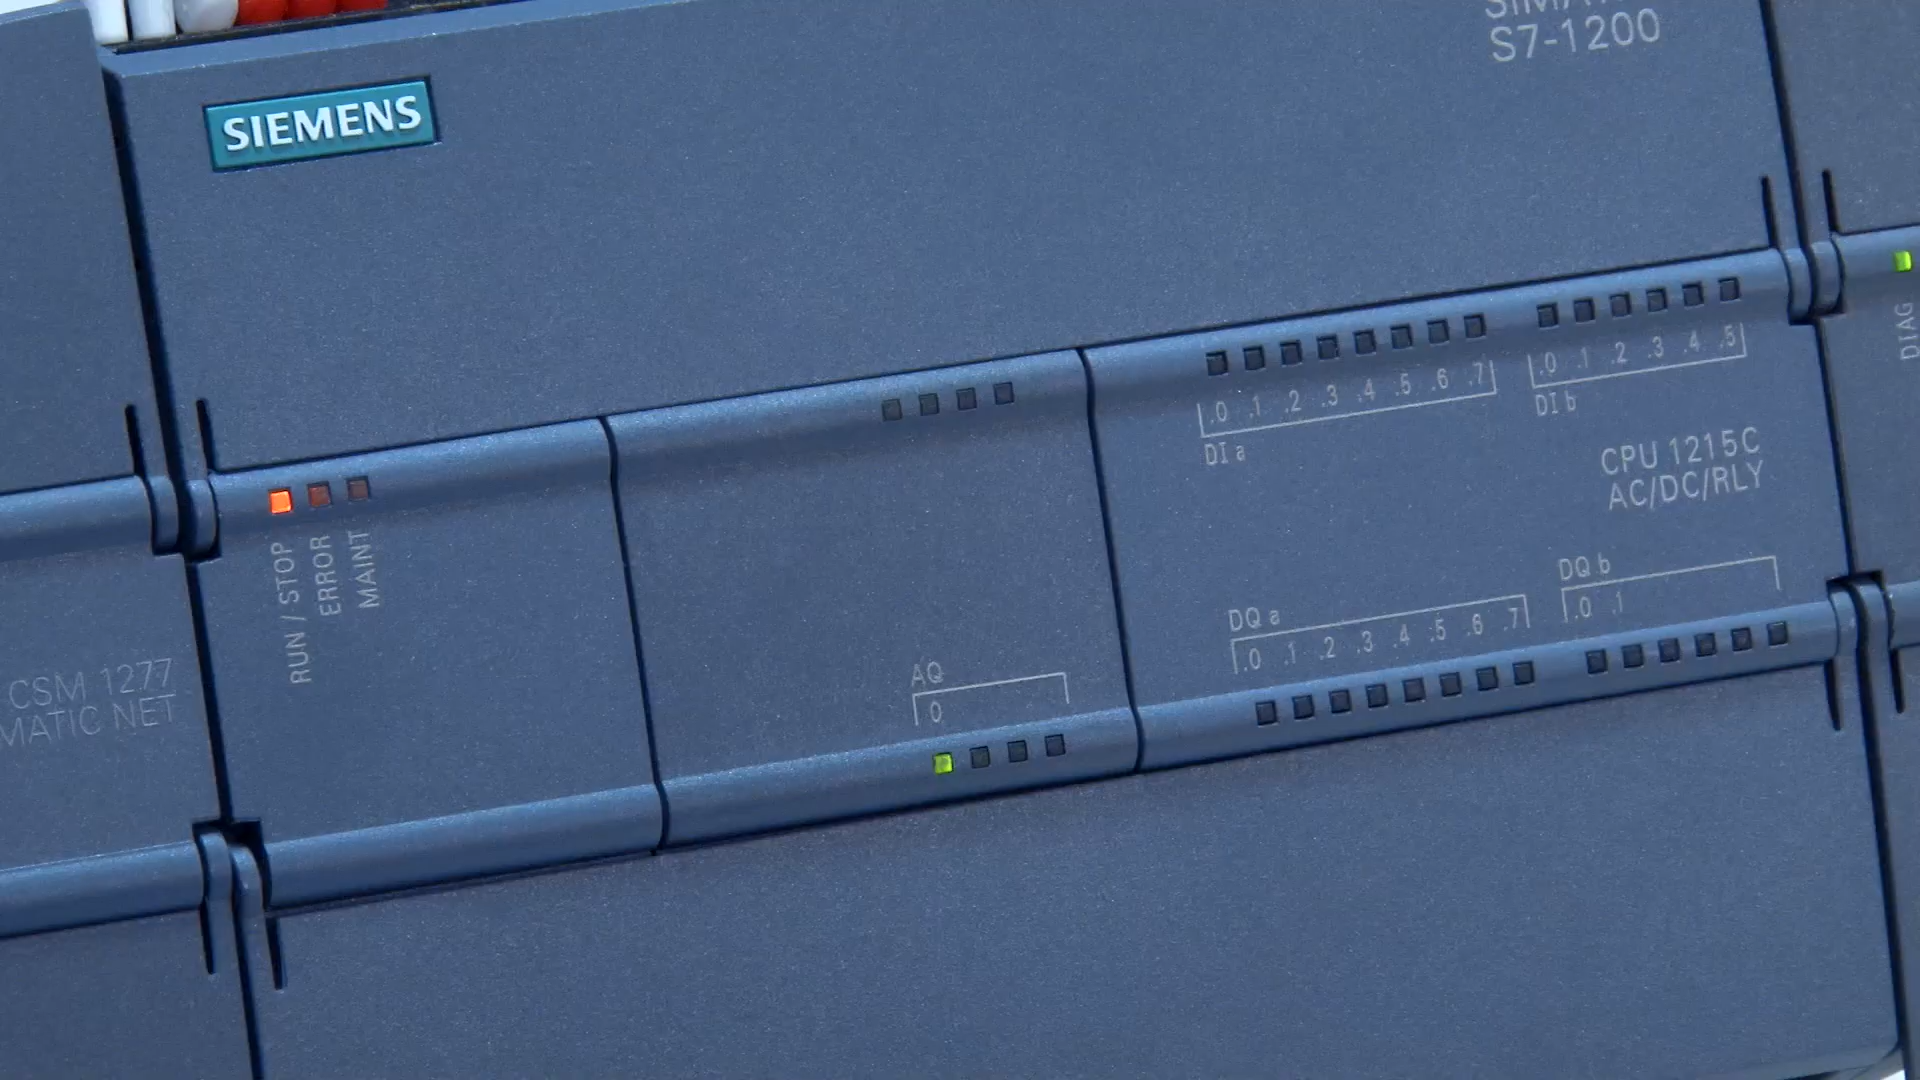 SIEMENS
S7-1200
.0 .1 .2 .3 .4 .5 .6 .7
DI a
.0 .1 .2 .3 .4 .5
DI b
CPU 1215C
AC/DC/RLY
DIAG
RUN / STOP
ERROR
MAINT
CSM 1277
MATIC NET
AQ
0
DQ a
.0 .1 .2 .3 .4 .5 .6 .7
DQ b
.0 .1